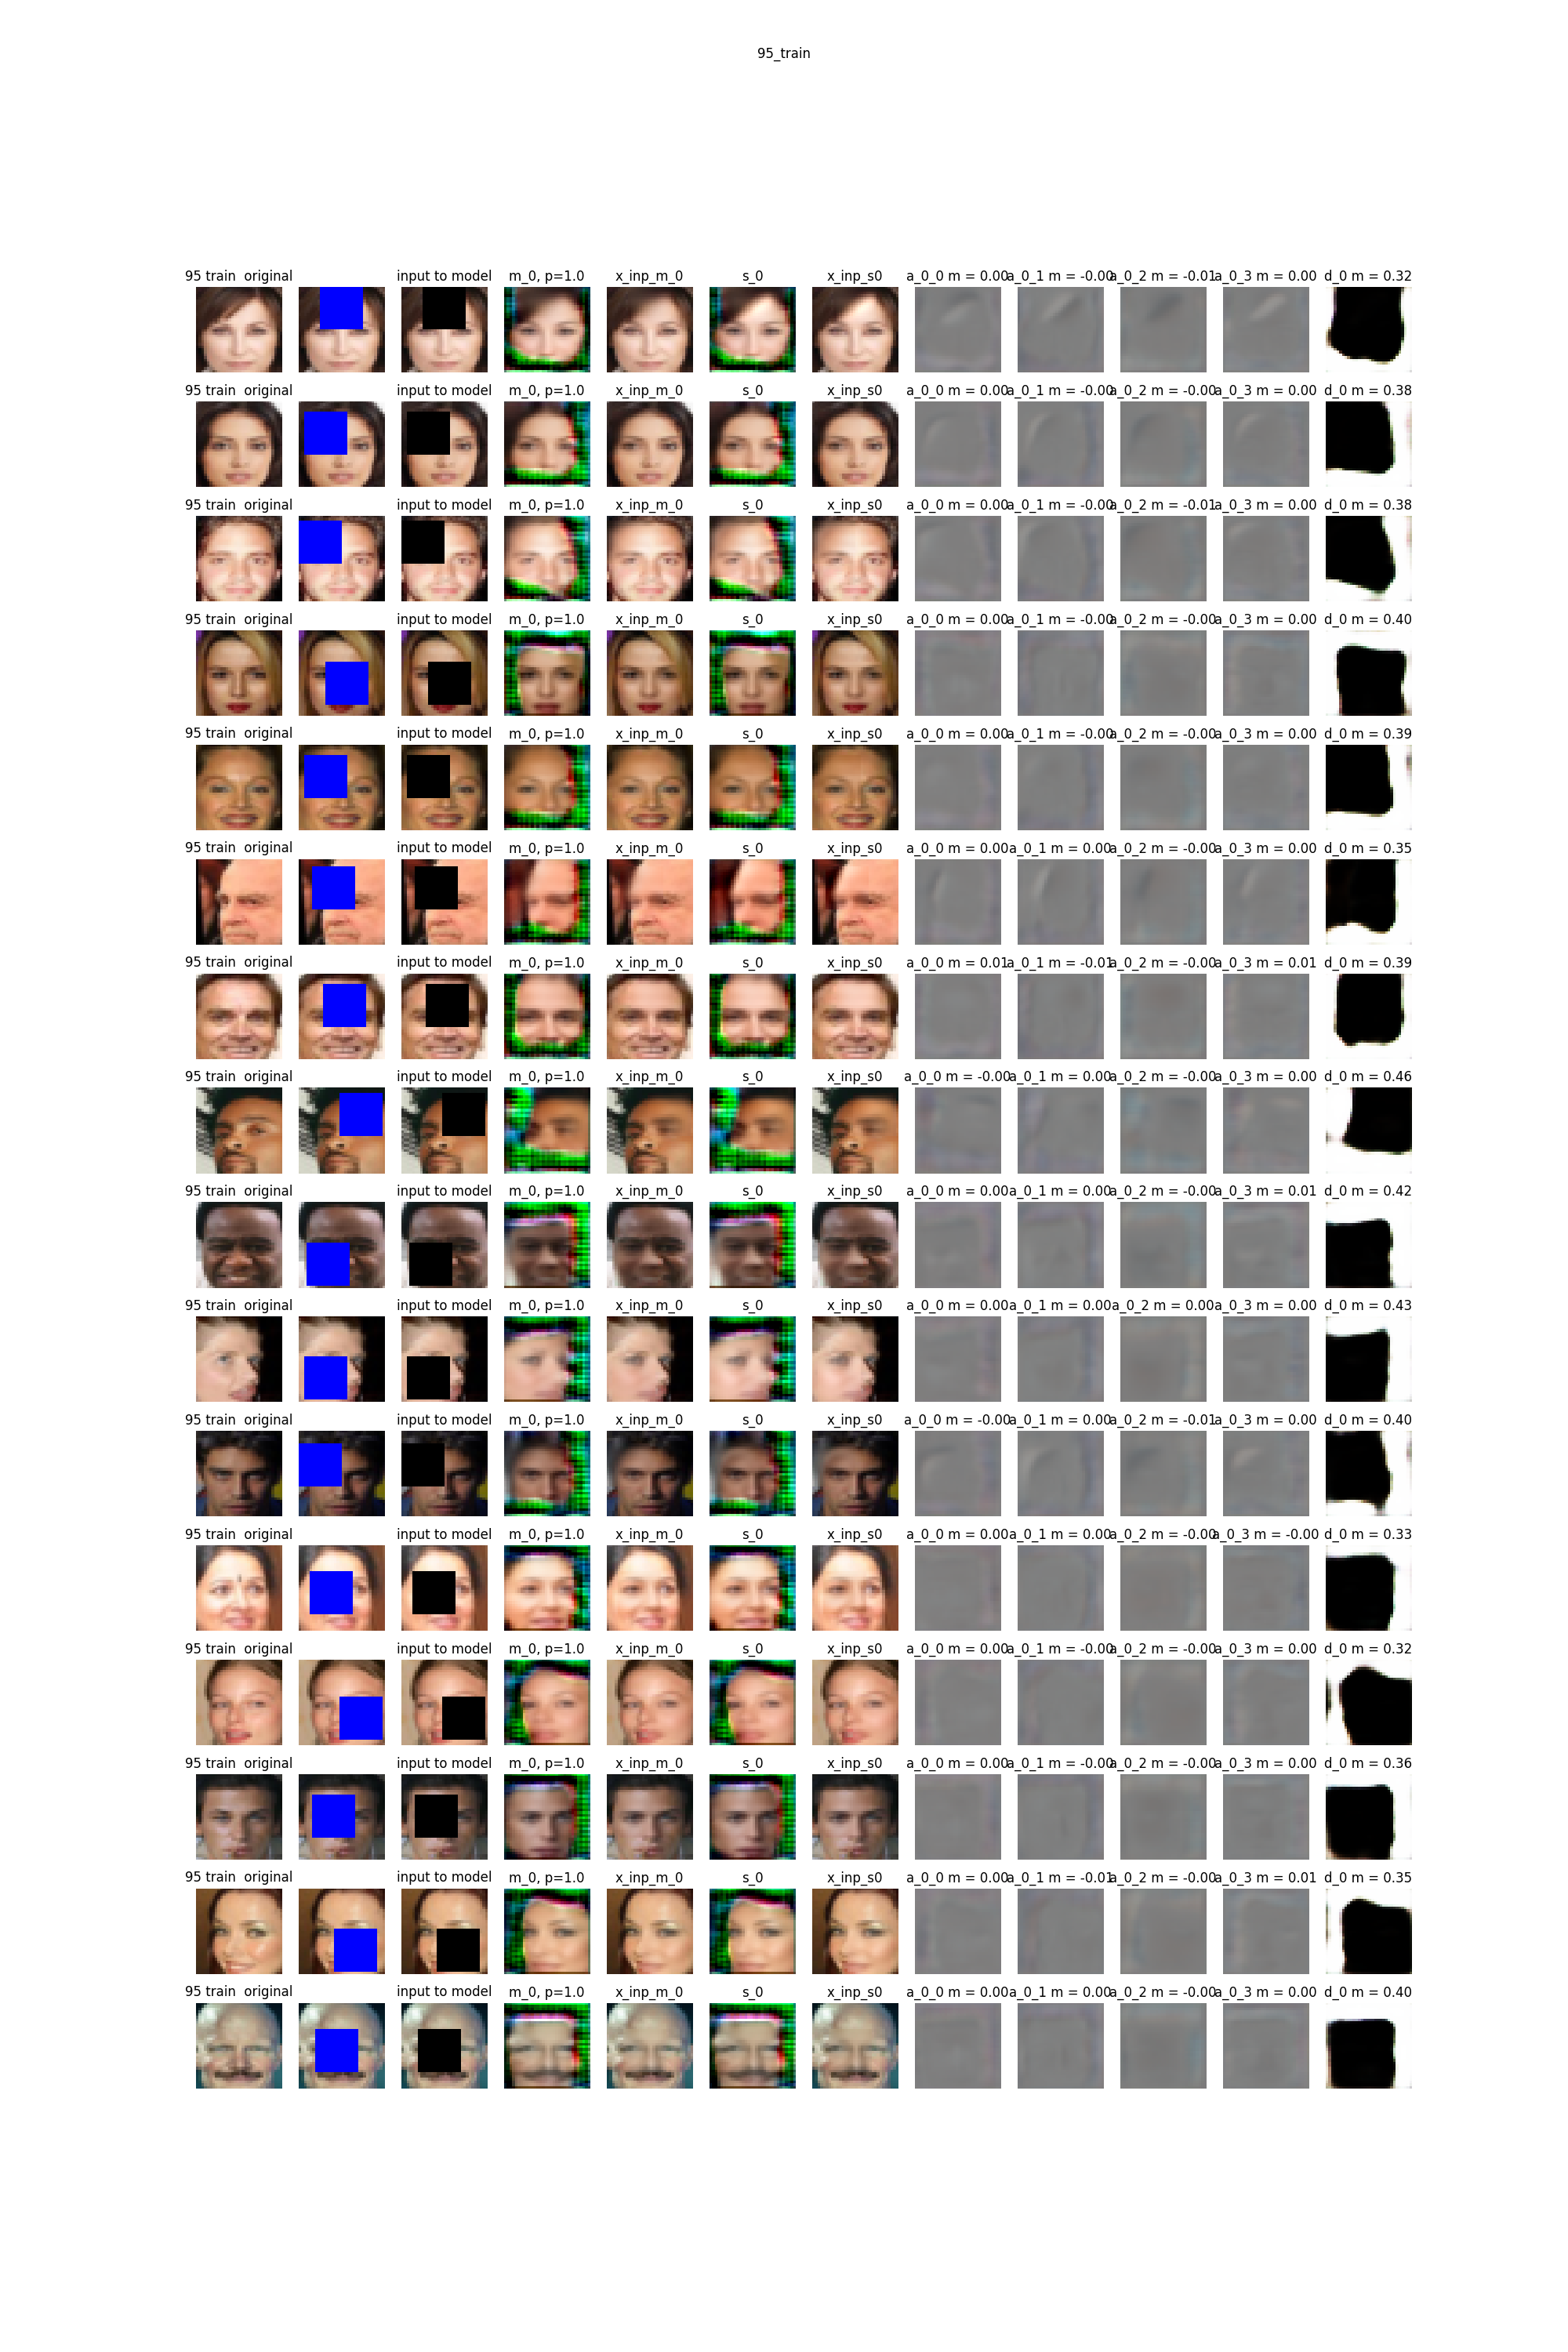 95_train
95 train  original input to model m_0, p=1.0 x_inp_m_0 s_0 x_inp_s0 a_0_0 m = 0.00 a_0_1 m = -0.00 a_0_2 m = -0.01 a_0_3 m = 0.00 d_0 m = 0.32
95 train  original input to model m_0, p=1.0 x_inp_m_0 s_0 x_inp_s0 a_0_0 m = 0.00 a_0_1 m = -0.00 a_0_2 m = -0.00 a_0_3 m = 0.00 d_0 m = 0.38
95 train  original input to model m_0, p=1.0 x_inp_m_0 s_0 x_inp_s0 a_0_0 m = 0.00 a_0_1 m = -0.00 a_0_2 m = -0.01 a_0_3 m = 0.00 d_0 m = 0.38
95 train  original input to model m_0, p=1.0 x_inp_m_0 s_0 x_inp_s0 a_0_0 m = 0.00 a_0_1 m = -0.00 a_0_2 m = -0.00 a_0_3 m = 0.00 d_0 m = 0.40
95 train  original input to model m_0, p=1.0 x_inp_m_0 s_0 x_inp_s0 a_0_0 m = 0.00 a_0_1 m = -0.00 a_0_2 m = -0.00 a_0_3 m = 0.00 d_0 m = 0.39
95 train  original input to model m_0, p=1.0 x_inp_m_0 s_0 x_inp_s0 a_0_0 m = 0.00 a_0_1 m = 0.00 a_0_2 m = -0.00 a_0_3 m = 0.00 d_0 m = 0.35
95 train  original input to model m_0, p=1.0 x_inp_m_0 s_0 x_inp_s0 a_0_0 m = 0.01 a_0_1 m = -0.01 a_0_2 m = -0.00 a_0_3 m = 0.01 d_0 m = 0.39
95 train  original input to model m_0, p=1.0 x_inp_m_0 s_0 x_inp_s0 a_0_0 m = -0.00 a_0_1 m = 0.00 a_0_2 m = -0.00 a_0_3 m = 0.00 d_0 m = 0.46
95 train  original input to model m_0, p=1.0 x_inp_m_0 s_0 x_inp_s0 a_0_0 m = 0.00 a_0_1 m = 0.00 a_0_2 m = -0.00 a_0_3 m = 0.01 d_0 m = 0.42
95 train  original input to model m_0, p=1.0 x_inp_m_0 s_0 x_inp_s0 a_0_0 m = 0.00 a_0_1 m = 0.00 a_0_2 m = 0.00 a_0_3 m = 0.00 d_0 m = 0.43
95 train  original input to model m_0, p=1.0 x_inp_m_0 s_0 x_inp_s0 a_0_0 m = -0.00 a_0_1 m = 0.00 a_0_2 m = -0.01 a_0_3 m = 0.00 d_0 m = 0.40
95 train  original input to model m_0, p=1.0 x_inp_m_0 s_0 x_inp_s0 a_0_0 m = 0.00 a_0_1 m = 0.00 a_0_2 m = -0.00 a_0_3 m = -0.00 d_0 m = 0.33
95 train  original input to model m_0, p=1.0 x_inp_m_0 s_0 x_inp_s0 a_0_0 m = 0.00 a_0_1 m = -0.00 a_0_2 m = -0.00 a_0_3 m = 0.00 d_0 m = 0.32
95 train  original input to model m_0, p=1.0 x_inp_m_0 s_0 x_inp_s0 a_0_0 m = 0.00 a_0_1 m = -0.00 a_0_2 m = -0.00 a_0_3 m = 0.00 d_0 m = 0.36
95 train  original input to model m_0, p=1.0 x_inp_m_0 s_0 x_inp_s0 a_0_0 m = 0.00 a_0_1 m = -0.01 a_0_2 m = -0.00 a_0_3 m = 0.01 d_0 m = 0.35
95 train  original input to model m_0, p=1.0 x_inp_m_0 s_0 x_inp_s0 a_0_0 m = 0.00 a_0_1 m = 0.00 a_0_2 m = -0.00 a_0_3 m = 0.00 d_0 m = 0.40